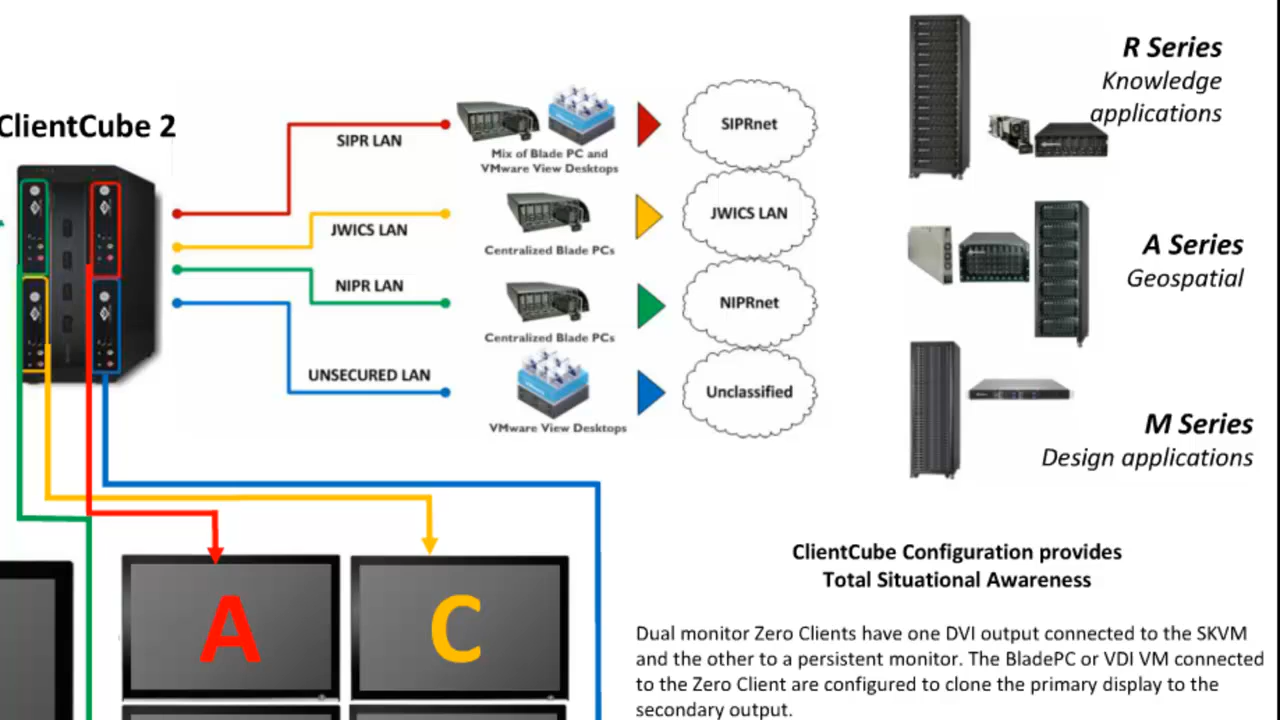 ClientCube 2
SIPR LAN
JWICS LAN
NIPR LAN
UNSECURED LAN
Mix of Blade PC and
VMware View Desktops
Centralized Blade PCs
Centralized Blade PCs
VMware View Desktops
SIPRnet
JWICS LAN
NIPRnet
Unclassified
R Series
Knowledge
applications
A Series
Geospatial
M Series
Design applications
A
C
ClientCube Configuration provides
Total Situational Awareness
Dual monitor Zero Clients have one DVI output connected to the SKVM
and the other to a persistent monitor. The BladePC or VDI VM connected
to the Zero Client are configured to clone the primary display to the
secondary output.